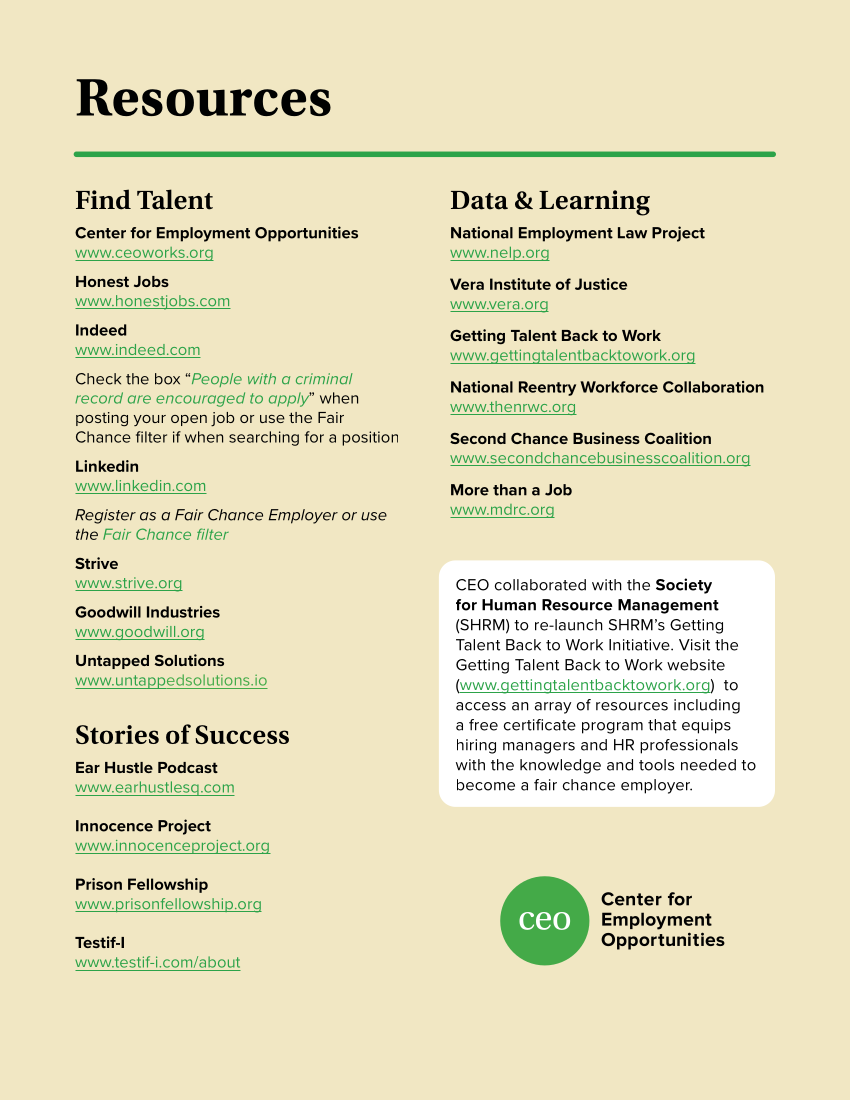 Resources
Find Talent
Center for Employment Opportunities
www.ceoworks.org
Honest Jobs
www.honestjobs.com
Indeed
www.indeed.com
Check the box “People with a criminal
record are encouraged to apply” when
posting your open job or use the Fair
Chance filter if when searching for a position
Linkedin
www.linkedin.com
Register as a Fair Chance Employer or use
the Fair Chance filter
Strive
www.strive.org
Goodwill Industries
www.goodwill.org
Untapped Solutions
www.untappedsolutions.io
Stories of Success
Ear Hustle Podcast
www.earhustlesq.com
Innocence Project
www.innocenceproject.org
Prison Fellowship
www.prisonfellowship.org
Testif-I
www.testif-i.com/about
Data & Learning
National Employment Law Project
www.nelp.org
Vera Institute of Justice
www.vera.org
Getting Talent Back to Work
www.gettingtalentbacktowork.org
National Reentry Workforce Collaboration
www.thenrwc.org
Second Chance Business Coalition
www.secondchancebusinesscoalition.org
More than a Job
www.mdrc.org
CEO collaborated with the Society
for Human Resource Management
(SHRM) to re-launch SHRM’s Getting
Talent Back to Work Initiative. Visit the
Getting Talent Back to Work website
(www.gettingtalentbacktowork.org)  to
access an array of resources including
a free certificate program that equips
hiring managers and HR professionals
with the knowledge and tools needed to
become a fair chance employer.
ceo
Center for
Employment
Opportunities